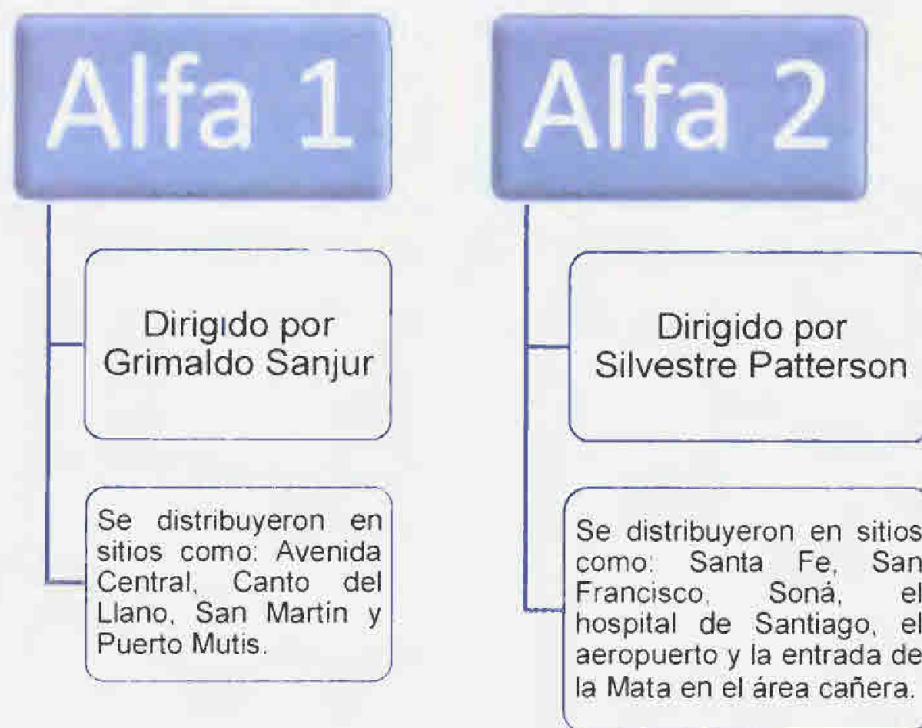 Alfa 1
Dirigido por
Grimaldo Sanjur
Se distribuyeron en
sitios como: Avenida
Central, Canto del
Llano, San Martín y
Puerto Mutis.
Alfa 2
Dirigido por
Silvestre Patterson
Se distribuyeron en sitios
como: Santa Fe, San
Francisco, Soná, el
hospital de Santiago, el
aeropuerto y la entrada de
la Mata en el área cañera.